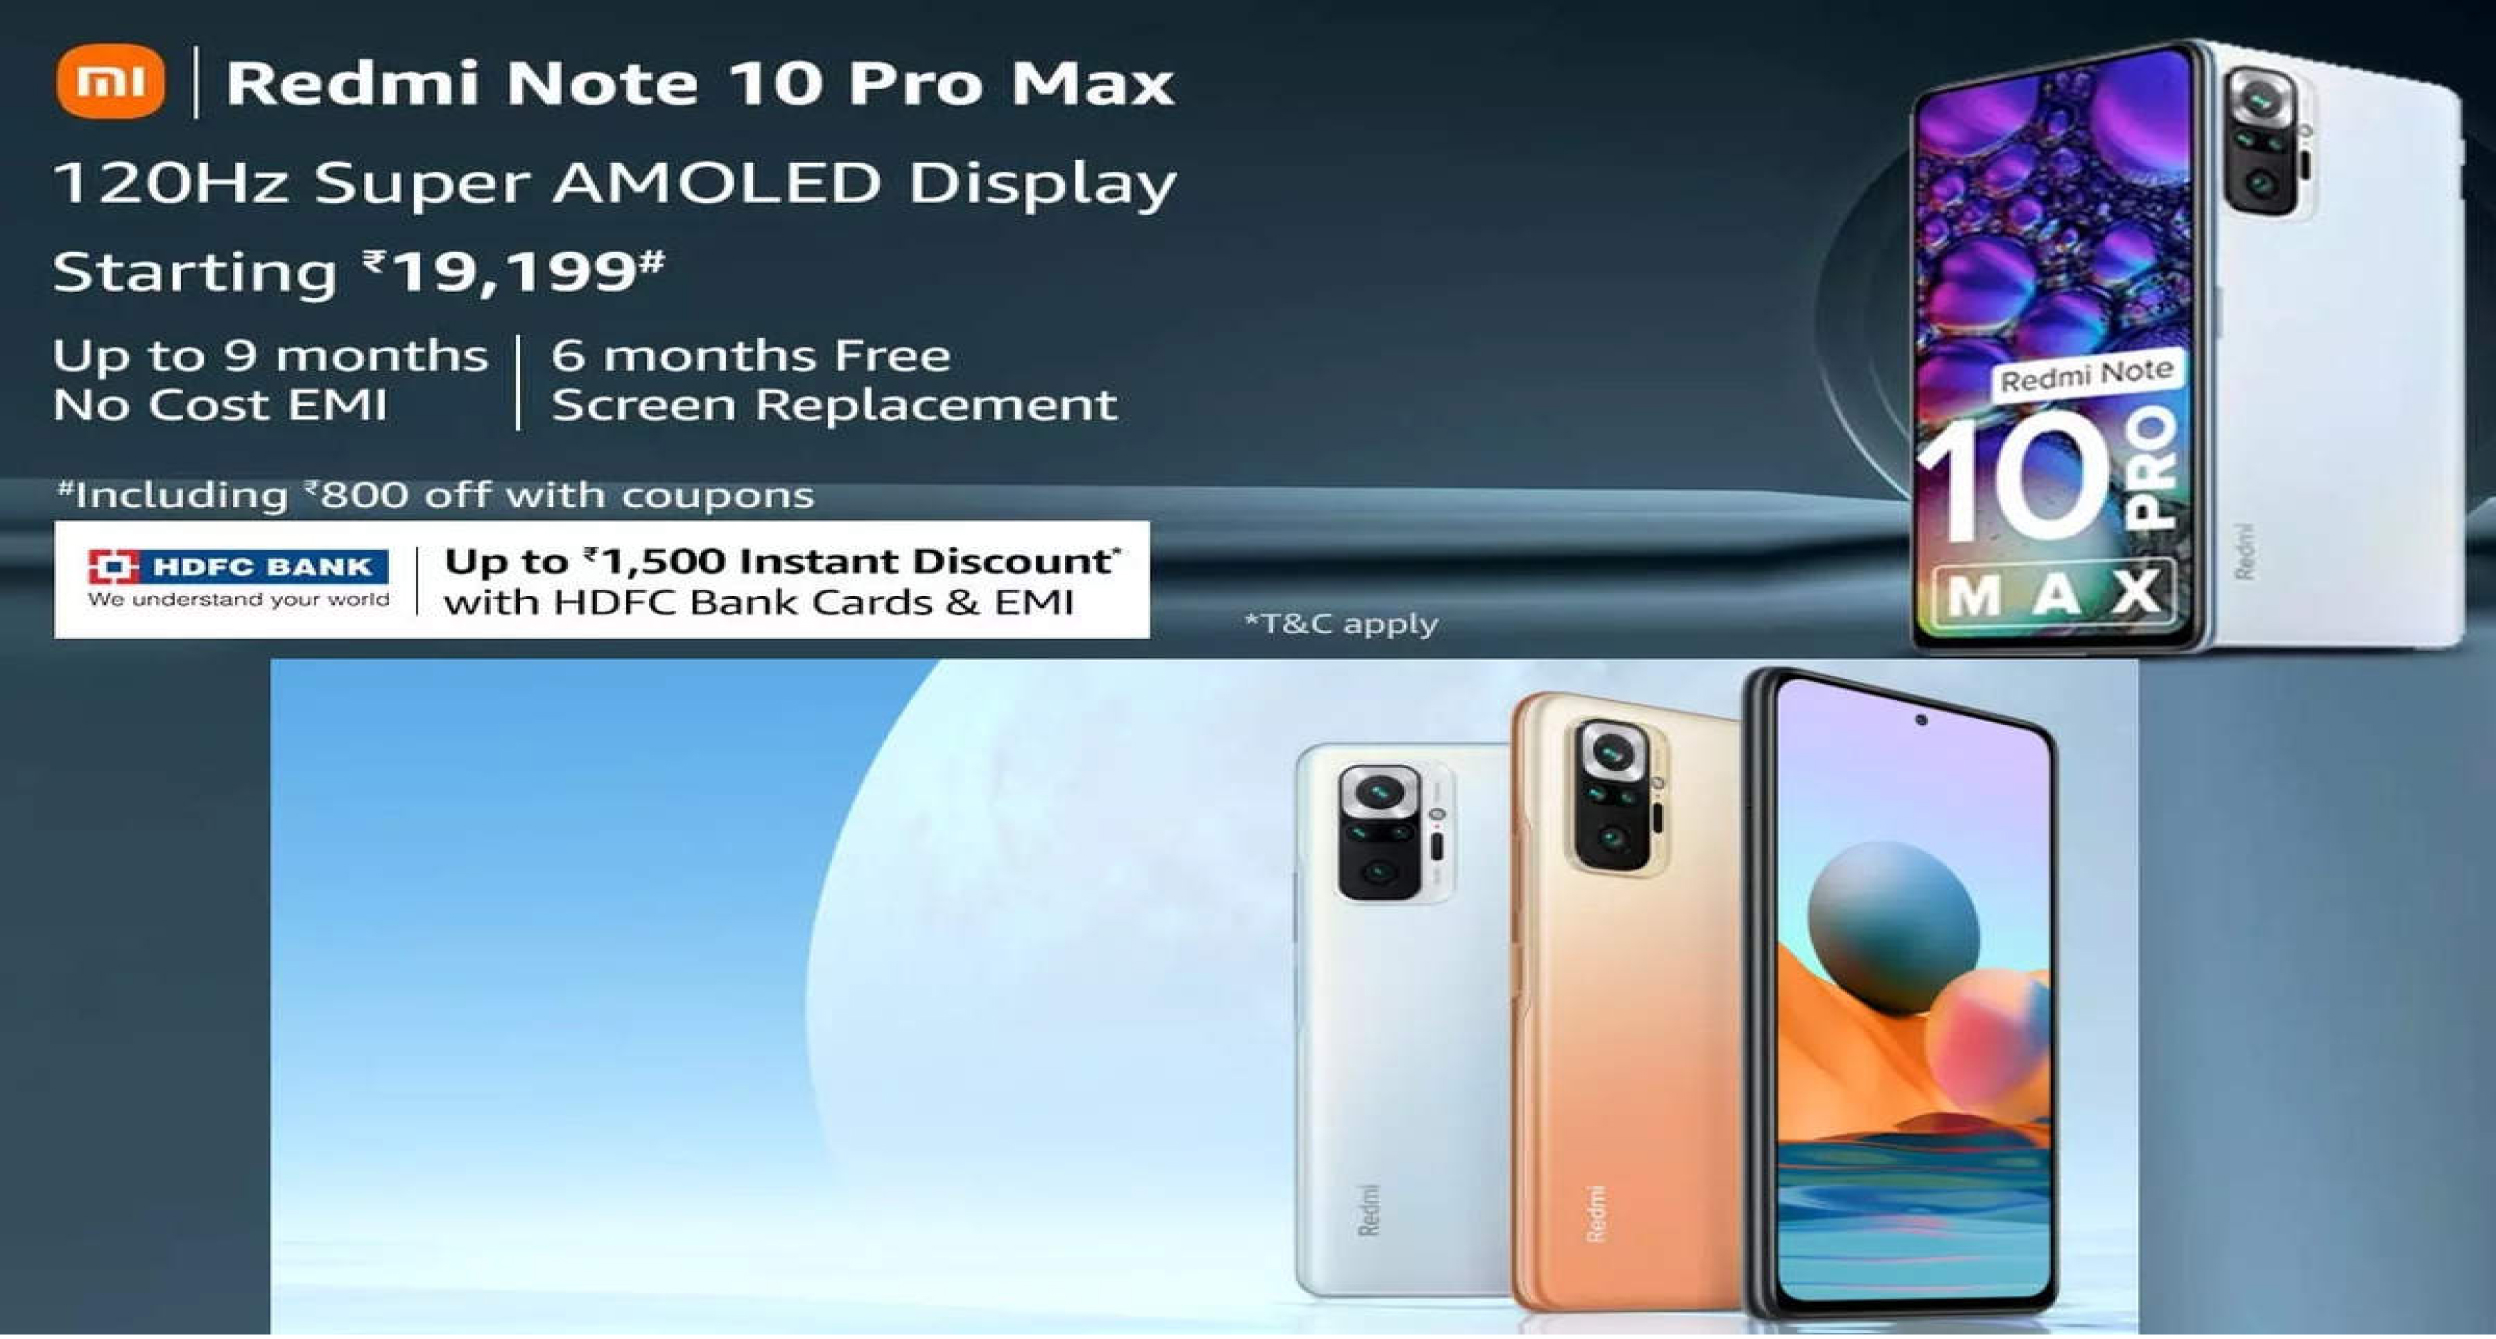 mi | Redmi Note 10 Pro Max
120Hz Super AMOLED Display
Starting ₹19,199#
Up to 9 months
No Cost EMI
6 months Free
Screen Replacement
#Including ₹800 off with coupons
HDFC BANK
We understand your world
Up to ₹1,500 Instant Discount*
with HDFC Bank Cards & EMI
*T&C apply
Redmi Note
10 PRO
MAX
Redmi
Redmi
Redmi